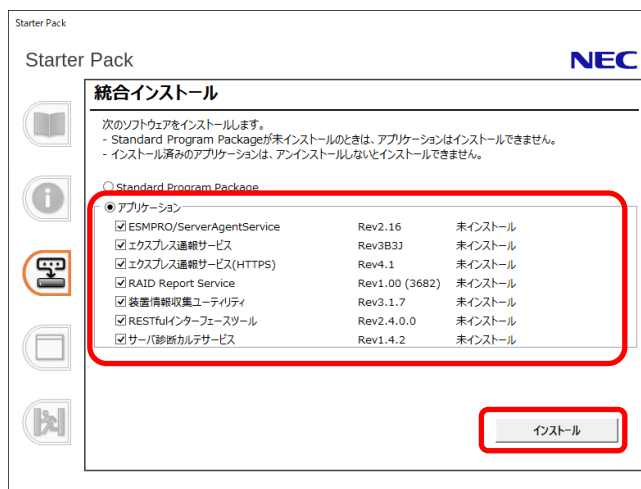 Starter Pack
Starter Pack
NEC
統合インストール
次のソフトウェアをインストールします。
- Standard Program Packageが未インストールのときは、アプリケーションはインストールできません。
- インストール済みのアプリケーションは、アンインストールしないとインストールできません。
Standard Program Package
アプリケーション
ESMPRO/ServerAgentService Rev2.16 未インストール
エクスプレス通報サービス Rev3B3J 未インストール
エクスプレス通報サービス(HTTPS) Rev4.1 未インストール
RAID Report Service Rev1.00 (3682) 未インストール
装置情報収集ユーティリティ Rev3.1.7 未インストール
RESTfulインターフェースツール Rev2.4.0.0 未インストール
サーバ診断カルテサービス Rev1.4.2 未インストール
インストール